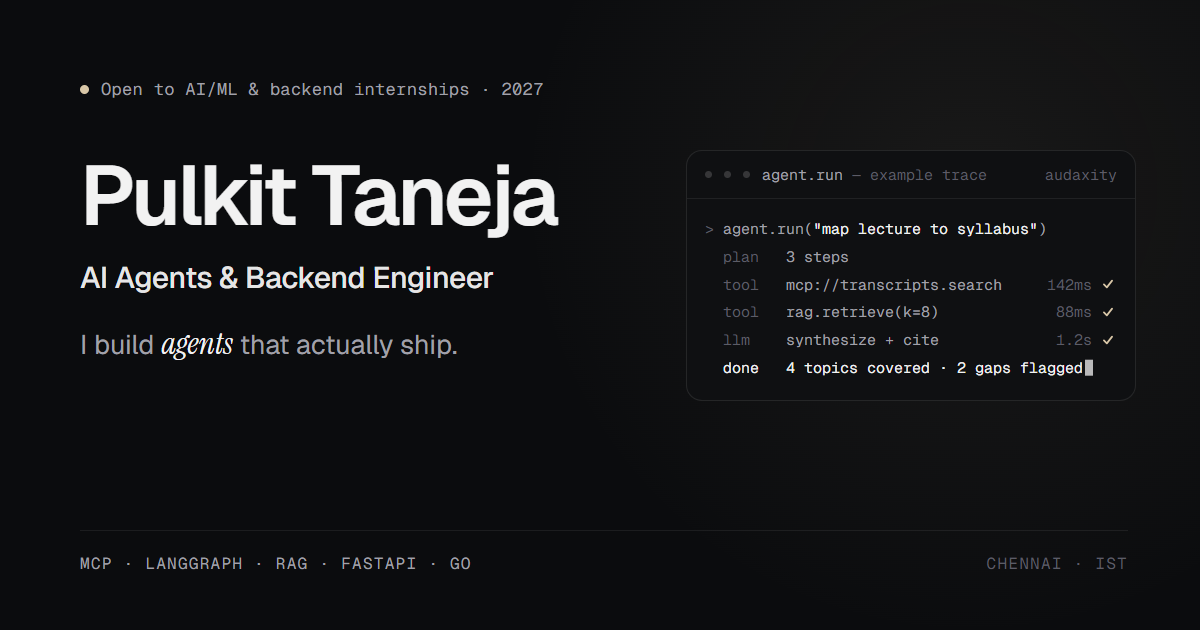 Open to AI/ML & backend internships · 2027
Pulkit Taneja
AI Agents & Backend Engineer
I build agents that actually ship.
agent.run — example trace audaxity
> agent.run("map lecture to syllabus")
plan 3 steps
tool mcp://transcripts.search 142ms ✓
tool rag.retrieve(k=8) 88ms ✓
llm synthesize + cite 1.2s ✓
done 4 topics covered · 2 gaps flagged
MCP · LANGGRAPH · RAG · FASTAPI · GO
CHENNAI · IST